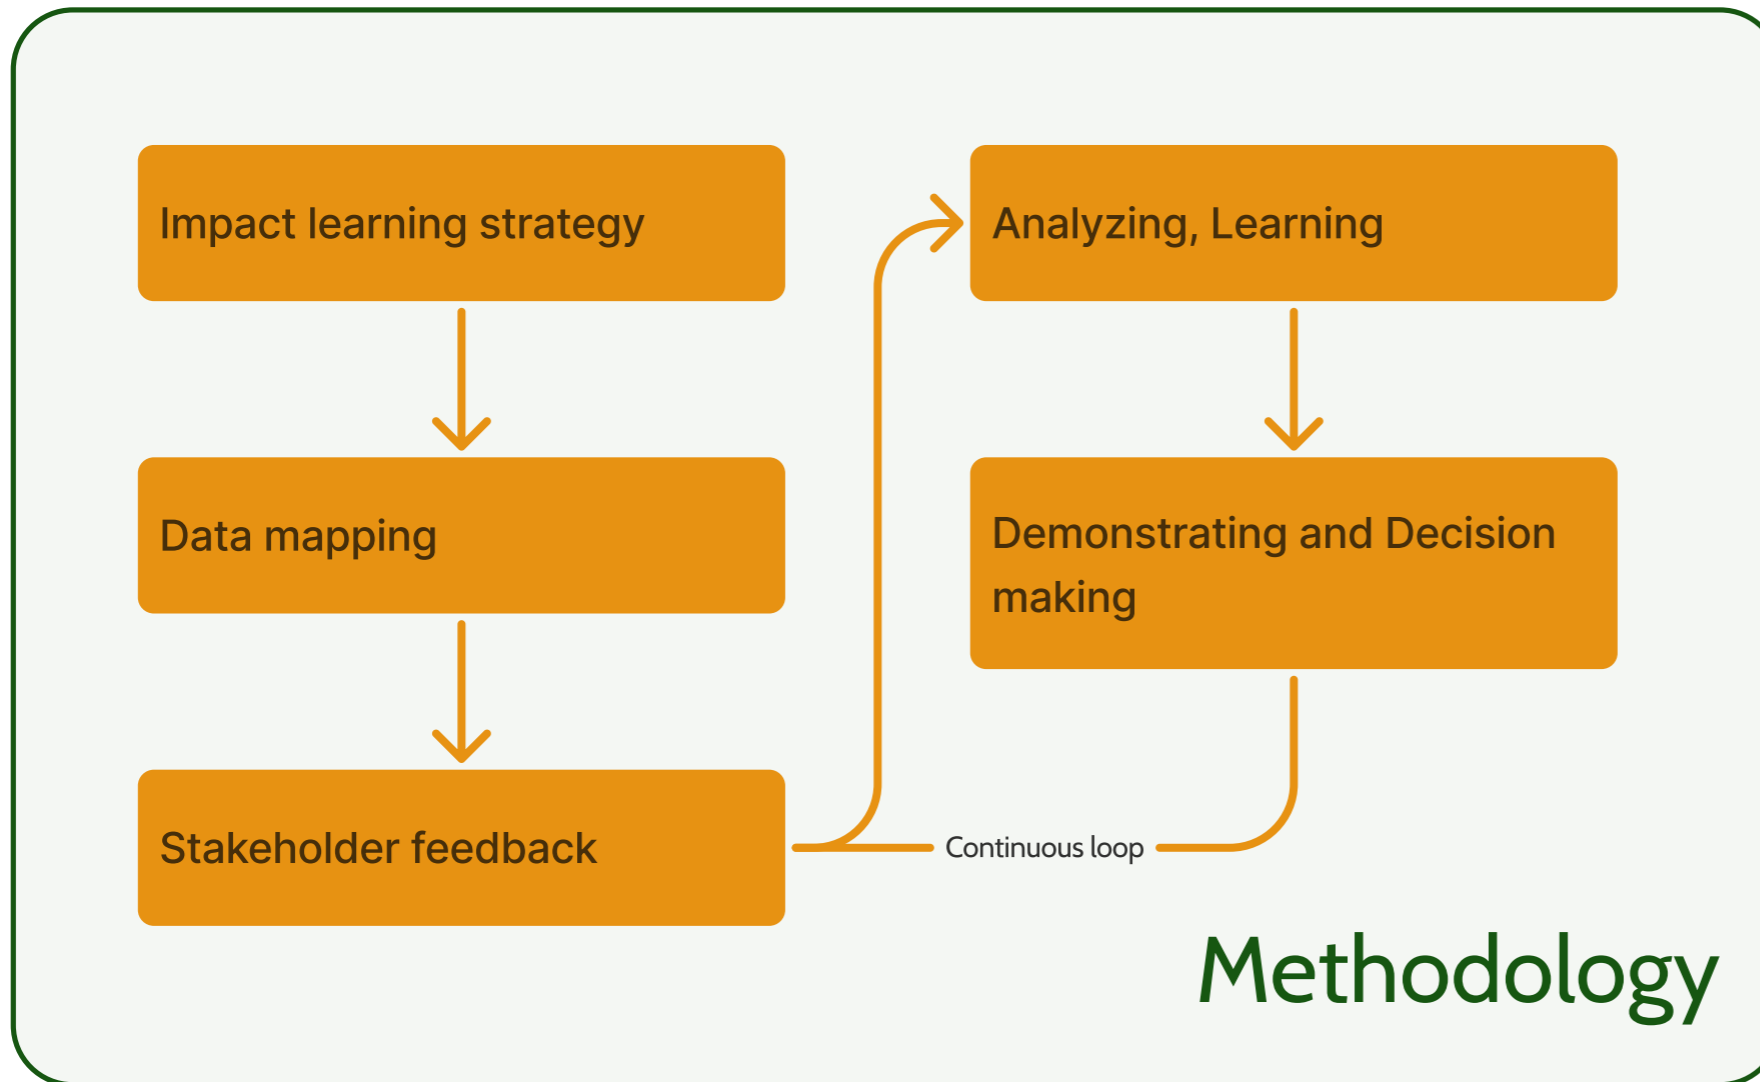 Impact learning strategy
Data mapping
Stakeholder feedback
Analyzing, Learning
Demonstrating and Decision
making
Continuous loop
Methodology